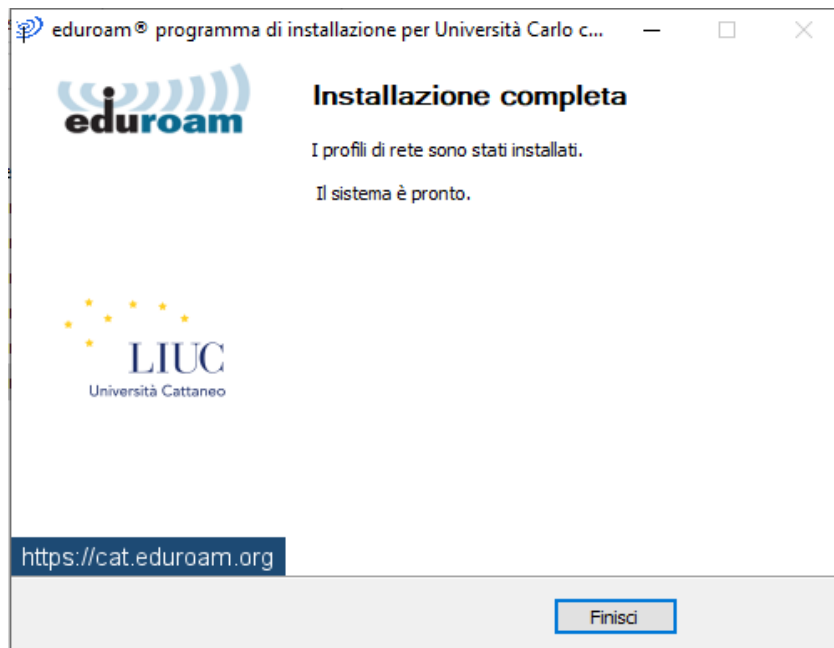 eduroam® programma di installazione per Università Carlo c...
eduroam
Installazione completa
I profili di rete sono stati installati.
Il sistema è pronto.
LIUC
Università Cattaneo
https://cat.eduroam.org
Finisci